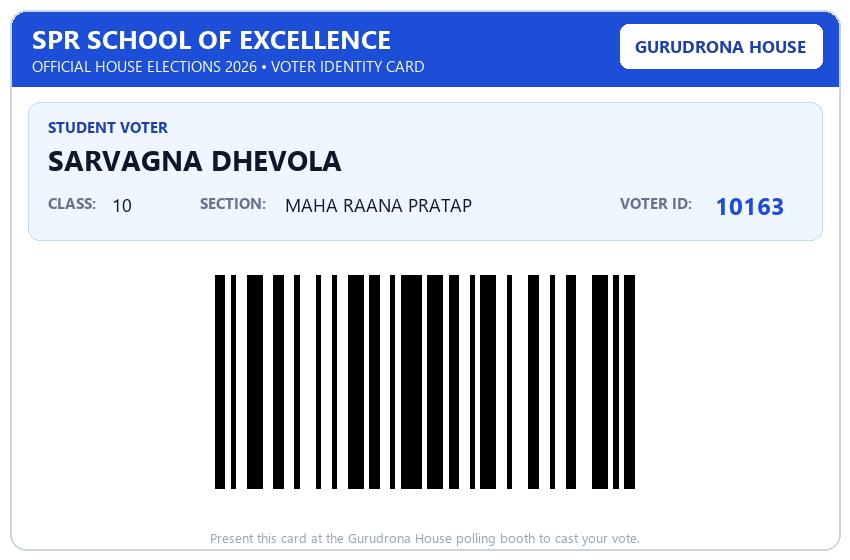 SPR SCHOOL OF EXCELLENCE
OFFICIAL HOUSE ELECTIONS 2026 • VOTER IDENTITY CARD
GURUDRONA HOUSE
STUDENT VOTER
SARVAGNA DHEVOLA
CLASS: 10 SECTION: MAHA RAANA PRATAP VOTER ID: 10163
Present this card at the Gurudrona House polling booth to cast your vote.